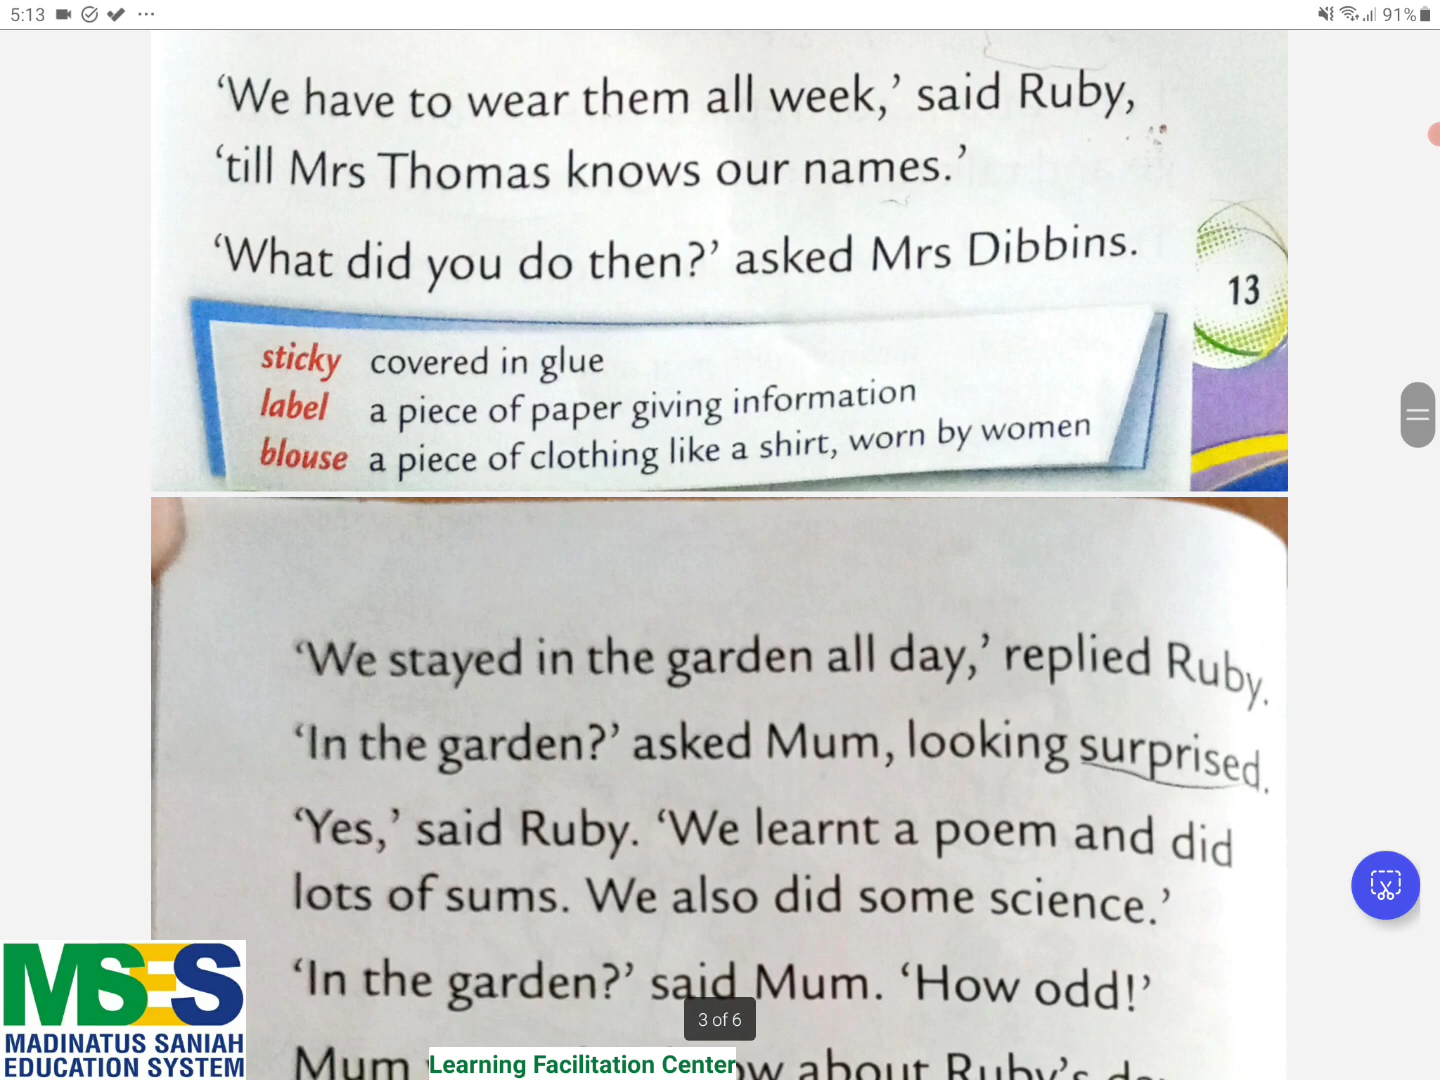 5:13
91%
‘We have to wear them all week,’ said Ruby,
‘till Mrs Thomas knows our names.’
‘What did you do then?’ asked Mrs Dibbins.
13
sticky covered in glue
label a piece of paper giving information
blouse a piece of clothing like a shirt, worn by women
‘We stayed in the garden all day,’ replied Ruby.
‘In the garden?’ asked Mum, looking surprised.
‘Yes,’ said Ruby. ‘We learnt a poem and did
lots of sums. We also did some science.’
‘In the garden?’ said Mum. ‘How odd!’
3 of 6
Mum about Ruby’s
MSES
MADINATUS SANIAH
EDUCATION SYSTEM
Learning Facilitation Center